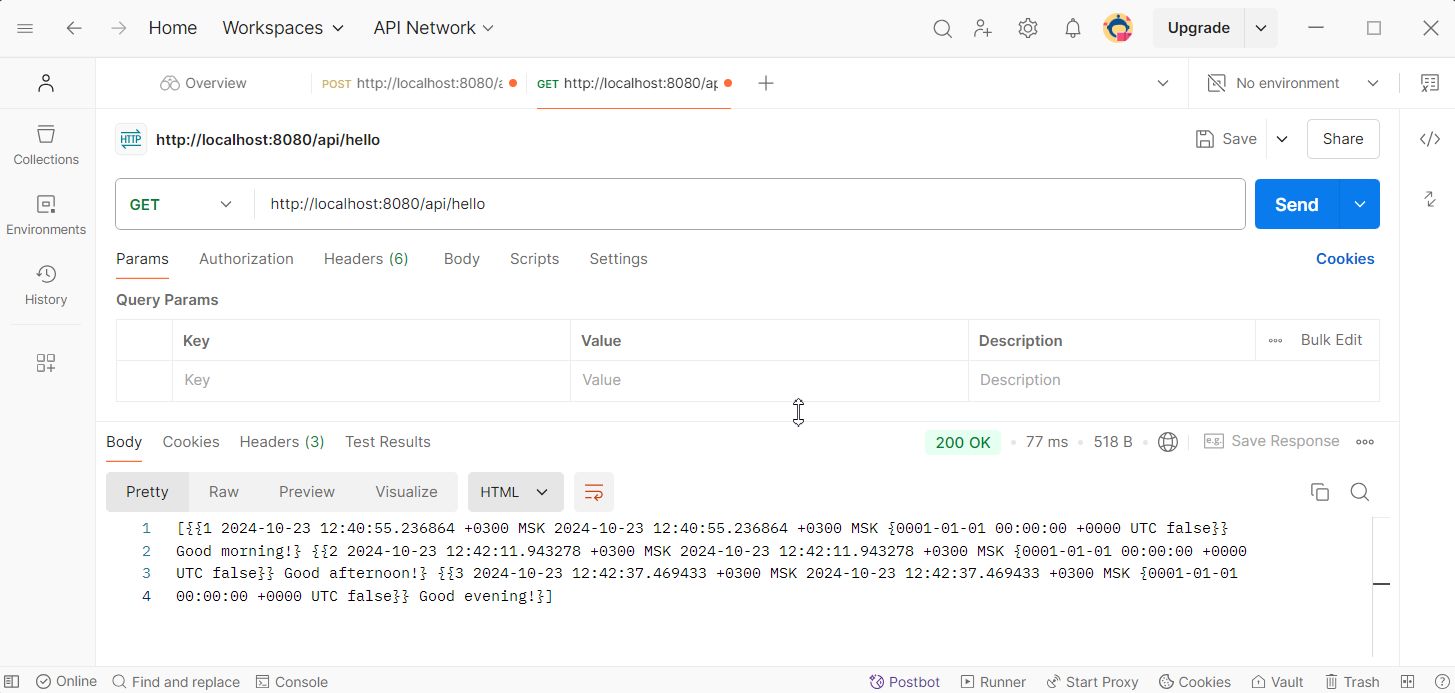 Home Workspaces API Network Upgrade
Overview POST http://localhost:8080/a GET http://localhost:8080/ap No environment
HTTP http://localhost:8080/api/hello Save Share
Collections
GET http://localhost:8080/api/hello Send
Environments
Params Authorization Headers (6) Body Scripts Settings Cookies
History
Query Params
Key Value Description Bulk Edit
Key Value Description
Body Cookies Headers (3) Test Results 200 OK 77 ms 518 B e.g. Save Response
Pretty Raw Preview Visualize HTML
1 [{{1 2024-10-23 12:40:55.236864 +0300 MSK 2024-10-23 12:40:55.236864 +0300 MSK {0001-01-01 00:00:00 +0000 UTC false}}
2 Good morning!} {{2 2024-10-23 12:42:11.943278 +0300 MSK 2024-10-23 12:42:11.943278 +0300 MSK {0001-01-01 00:00:00 +0000
3 UTC false}} Good afternoon!} {{3 2024-10-23 12:42:37.469433 +0300 MSK 2024-10-23 12:42:37.469433 +0300 MSK {0001-01-01
4 00:00:00 +0000 UTC false}} Good evening!}]
Online Find and replace Console Postbot Runner Start Proxy Cookies Vault Trash